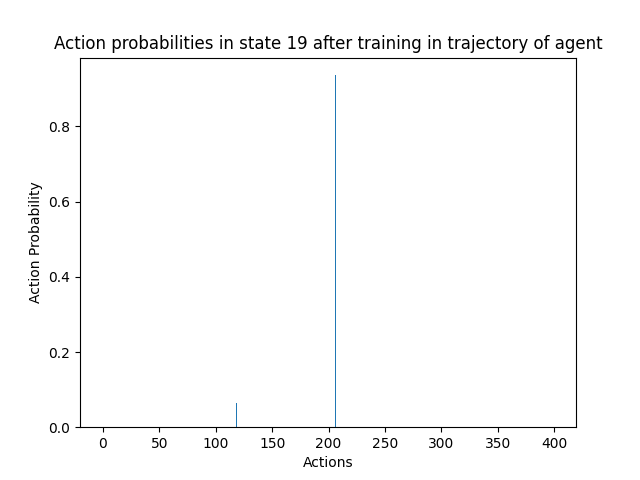 Action probabilities in state 19 after training in trajectory of agent
Action Probability
0.8
0.6
0.4
0.2
0.0
0 50 100 150 200 250 300 350 400
Actions